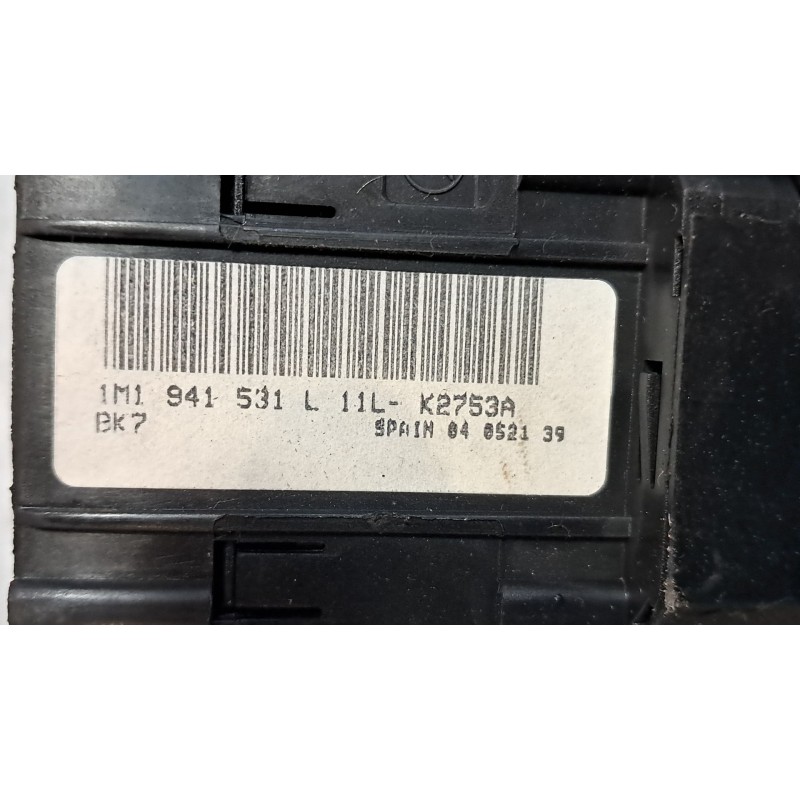 1M1 941 531 L 11L- K2753A
BK7 SPAIN 04 0521 39